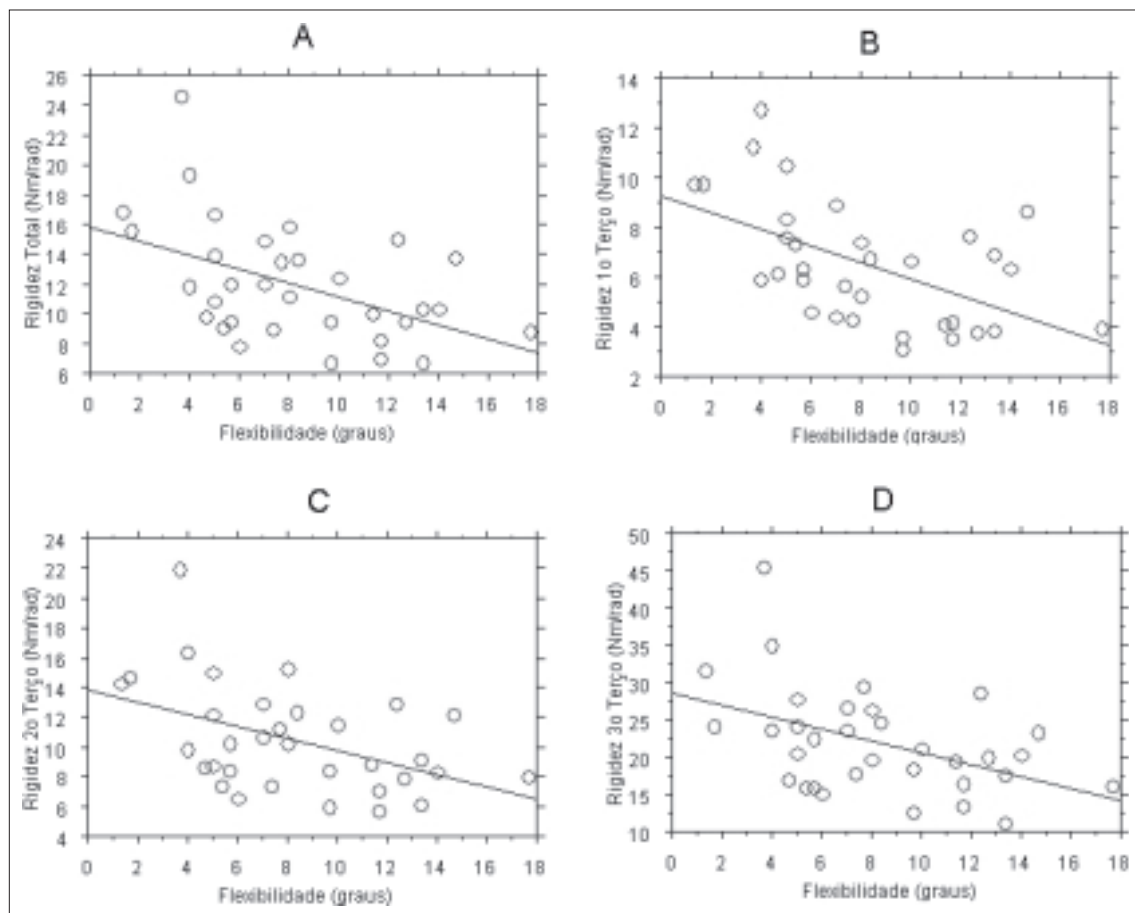 A
Rigidez Total (Nm/rad)
26
24
22
20
18
16
14
12
10
8
6
0 2 4 6 8 10 12 14 16 18
Flexibilidade (graus)
B
Rigidez 1o Terço (Nm/rad)
14
12
10
8
6
4
2
0 2 4 6 8 10 12 14 16 18
Flexibilidade (graus)
C
Rigidez 2o Terço (Nm/rad)
24
22
20
18
16
14
12
10
8
6
4
0 2 4 6 8 10 12 14 16 18
Flexibilidade (graus)
D
Rigidez 3o Terço (Nm/rad)
50
45
40
35
30
25
20
15
10
0 2 4 6 8 10 12 14 16 18
Flexibilidade (graus)